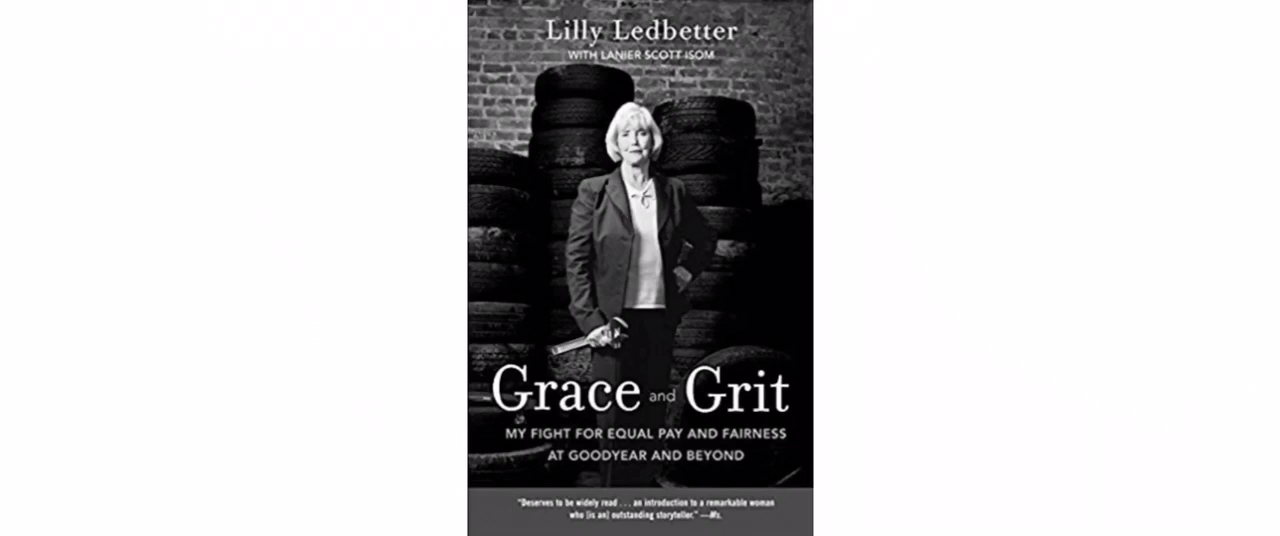 Lilly Ledbetter
WITH LANIER SCOTT ISOM
Grace and Grit
MY FIGHT FOR EQUAL PAY AND FAIRNESS
AT GOODYEAR AND BEYOND
"Deserves to be widely read . . . an introduction to a remarkable woman
who [is an] outstanding storyteller." —Ms.